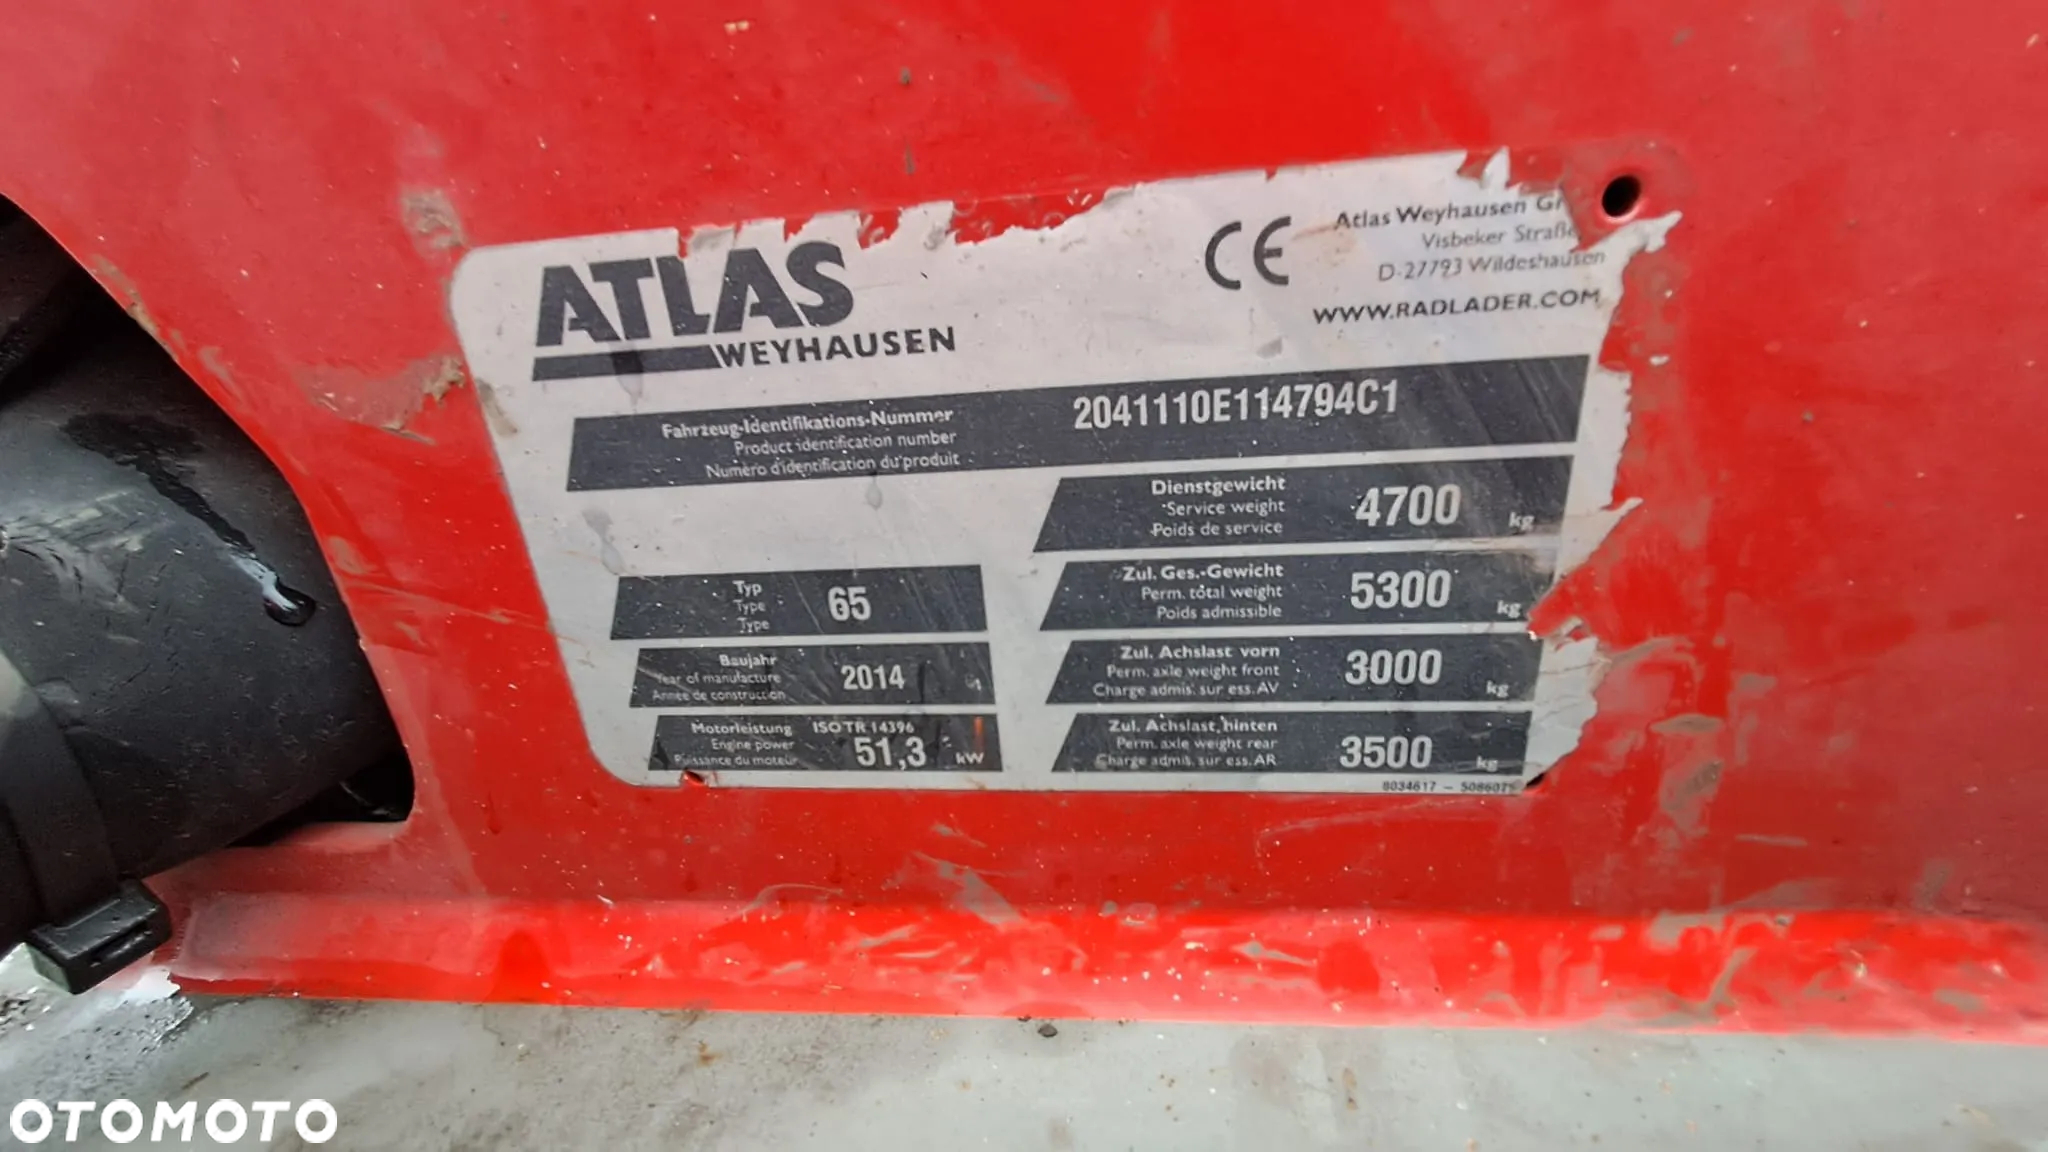 ATLAS
WEYHAUSEN
CE
Atlas Weyhausen
Visbeker Straße
D-27793 Wildeshausen
WWW.RADLADER.COM
Fahrzeug-Identifikations-Nummer
Product identification number
Numéro d'identification du produit
2041110E114794C1
Dienstgewicht
Service weight
Poids de service
4700 kg
Typ
Type
Type
65
Zul. Ges.-Gewicht
Perm. total weight
Poids admissible
5300 kg
Baujahr
Year of manufacture
Année de construction
2014
Zul. Achslast vorn
Perm. axle weight front
Charge admis. sur ess. AV
3000 kg
Motorleistung ISO TR 14396
Engine power
Puissance du moteur
51,3 kW
Zul. Achslast hinten
Perm. axle weight rear
Charge admis. sur ess. AR
3500 kg
8034617 –
OTOMOTO